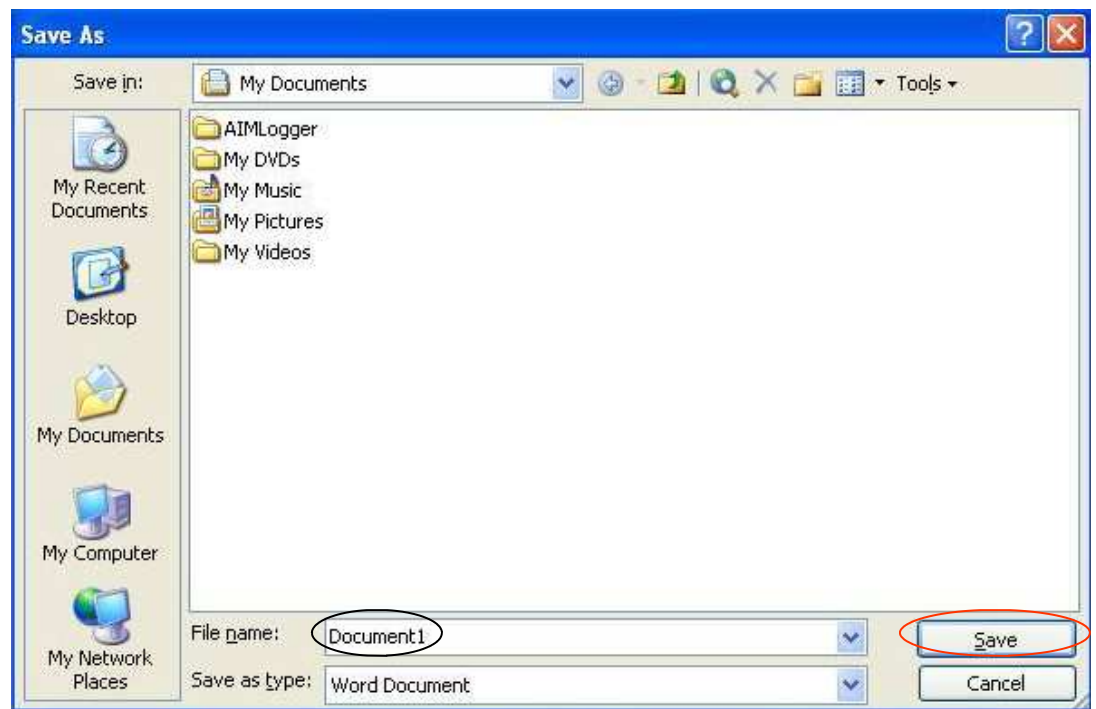 Save As
Save in: My Documents Tools
AIMLogger
My DVDs
My Music
My Pictures
My Videos
My Recent
Documents
Desktop
My Documents
My Computer
My Network
Places
File name: Document1 Save
Save as type: Word Document Cancel